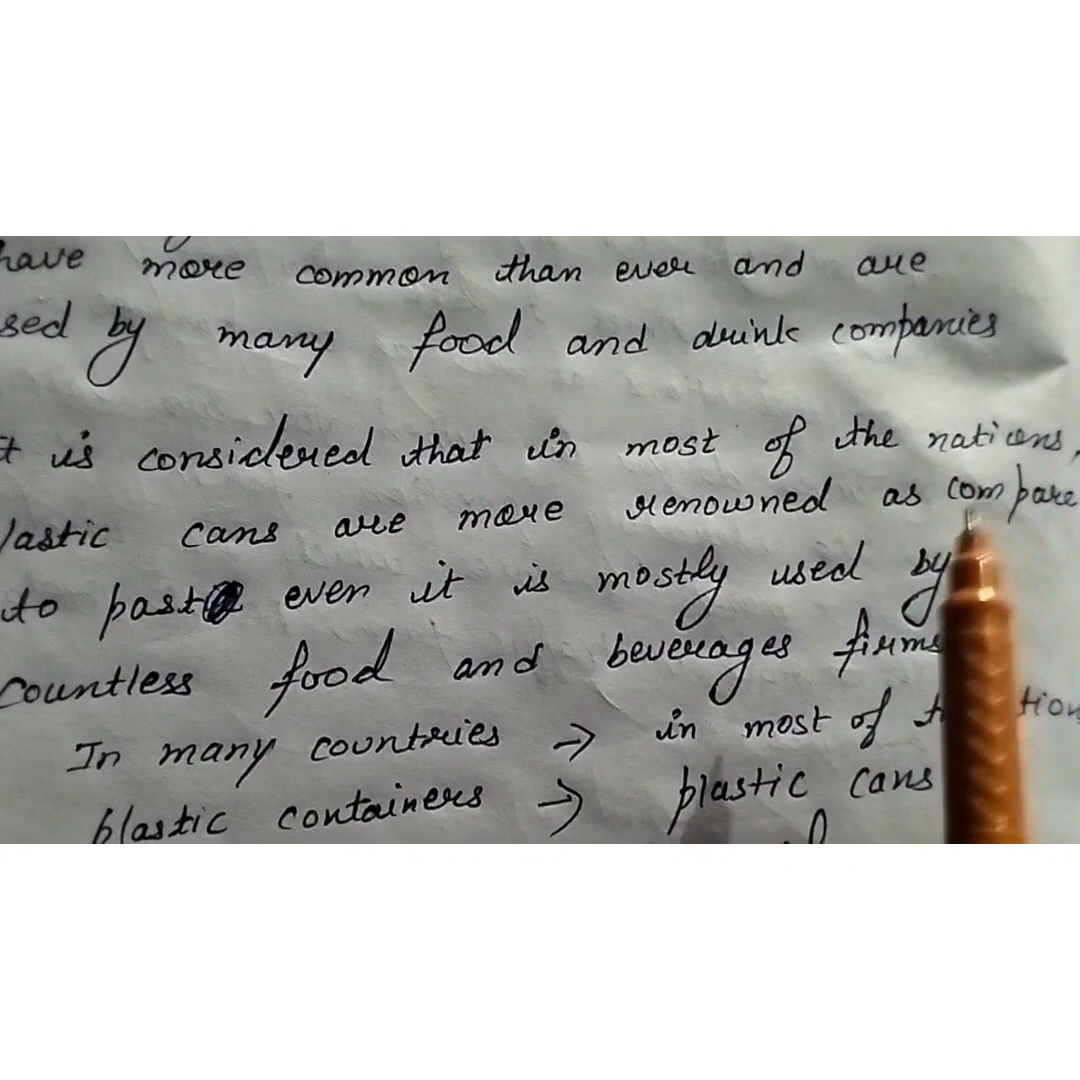 have more common than ever and are
sed by many food and drink companies
t is considered that in most of the nations,
lastic cans are more renowned as compare
to past even it is mostly used by
countless food and beverages firms
In many countries → in most of tion
plastic containers → plastic cans